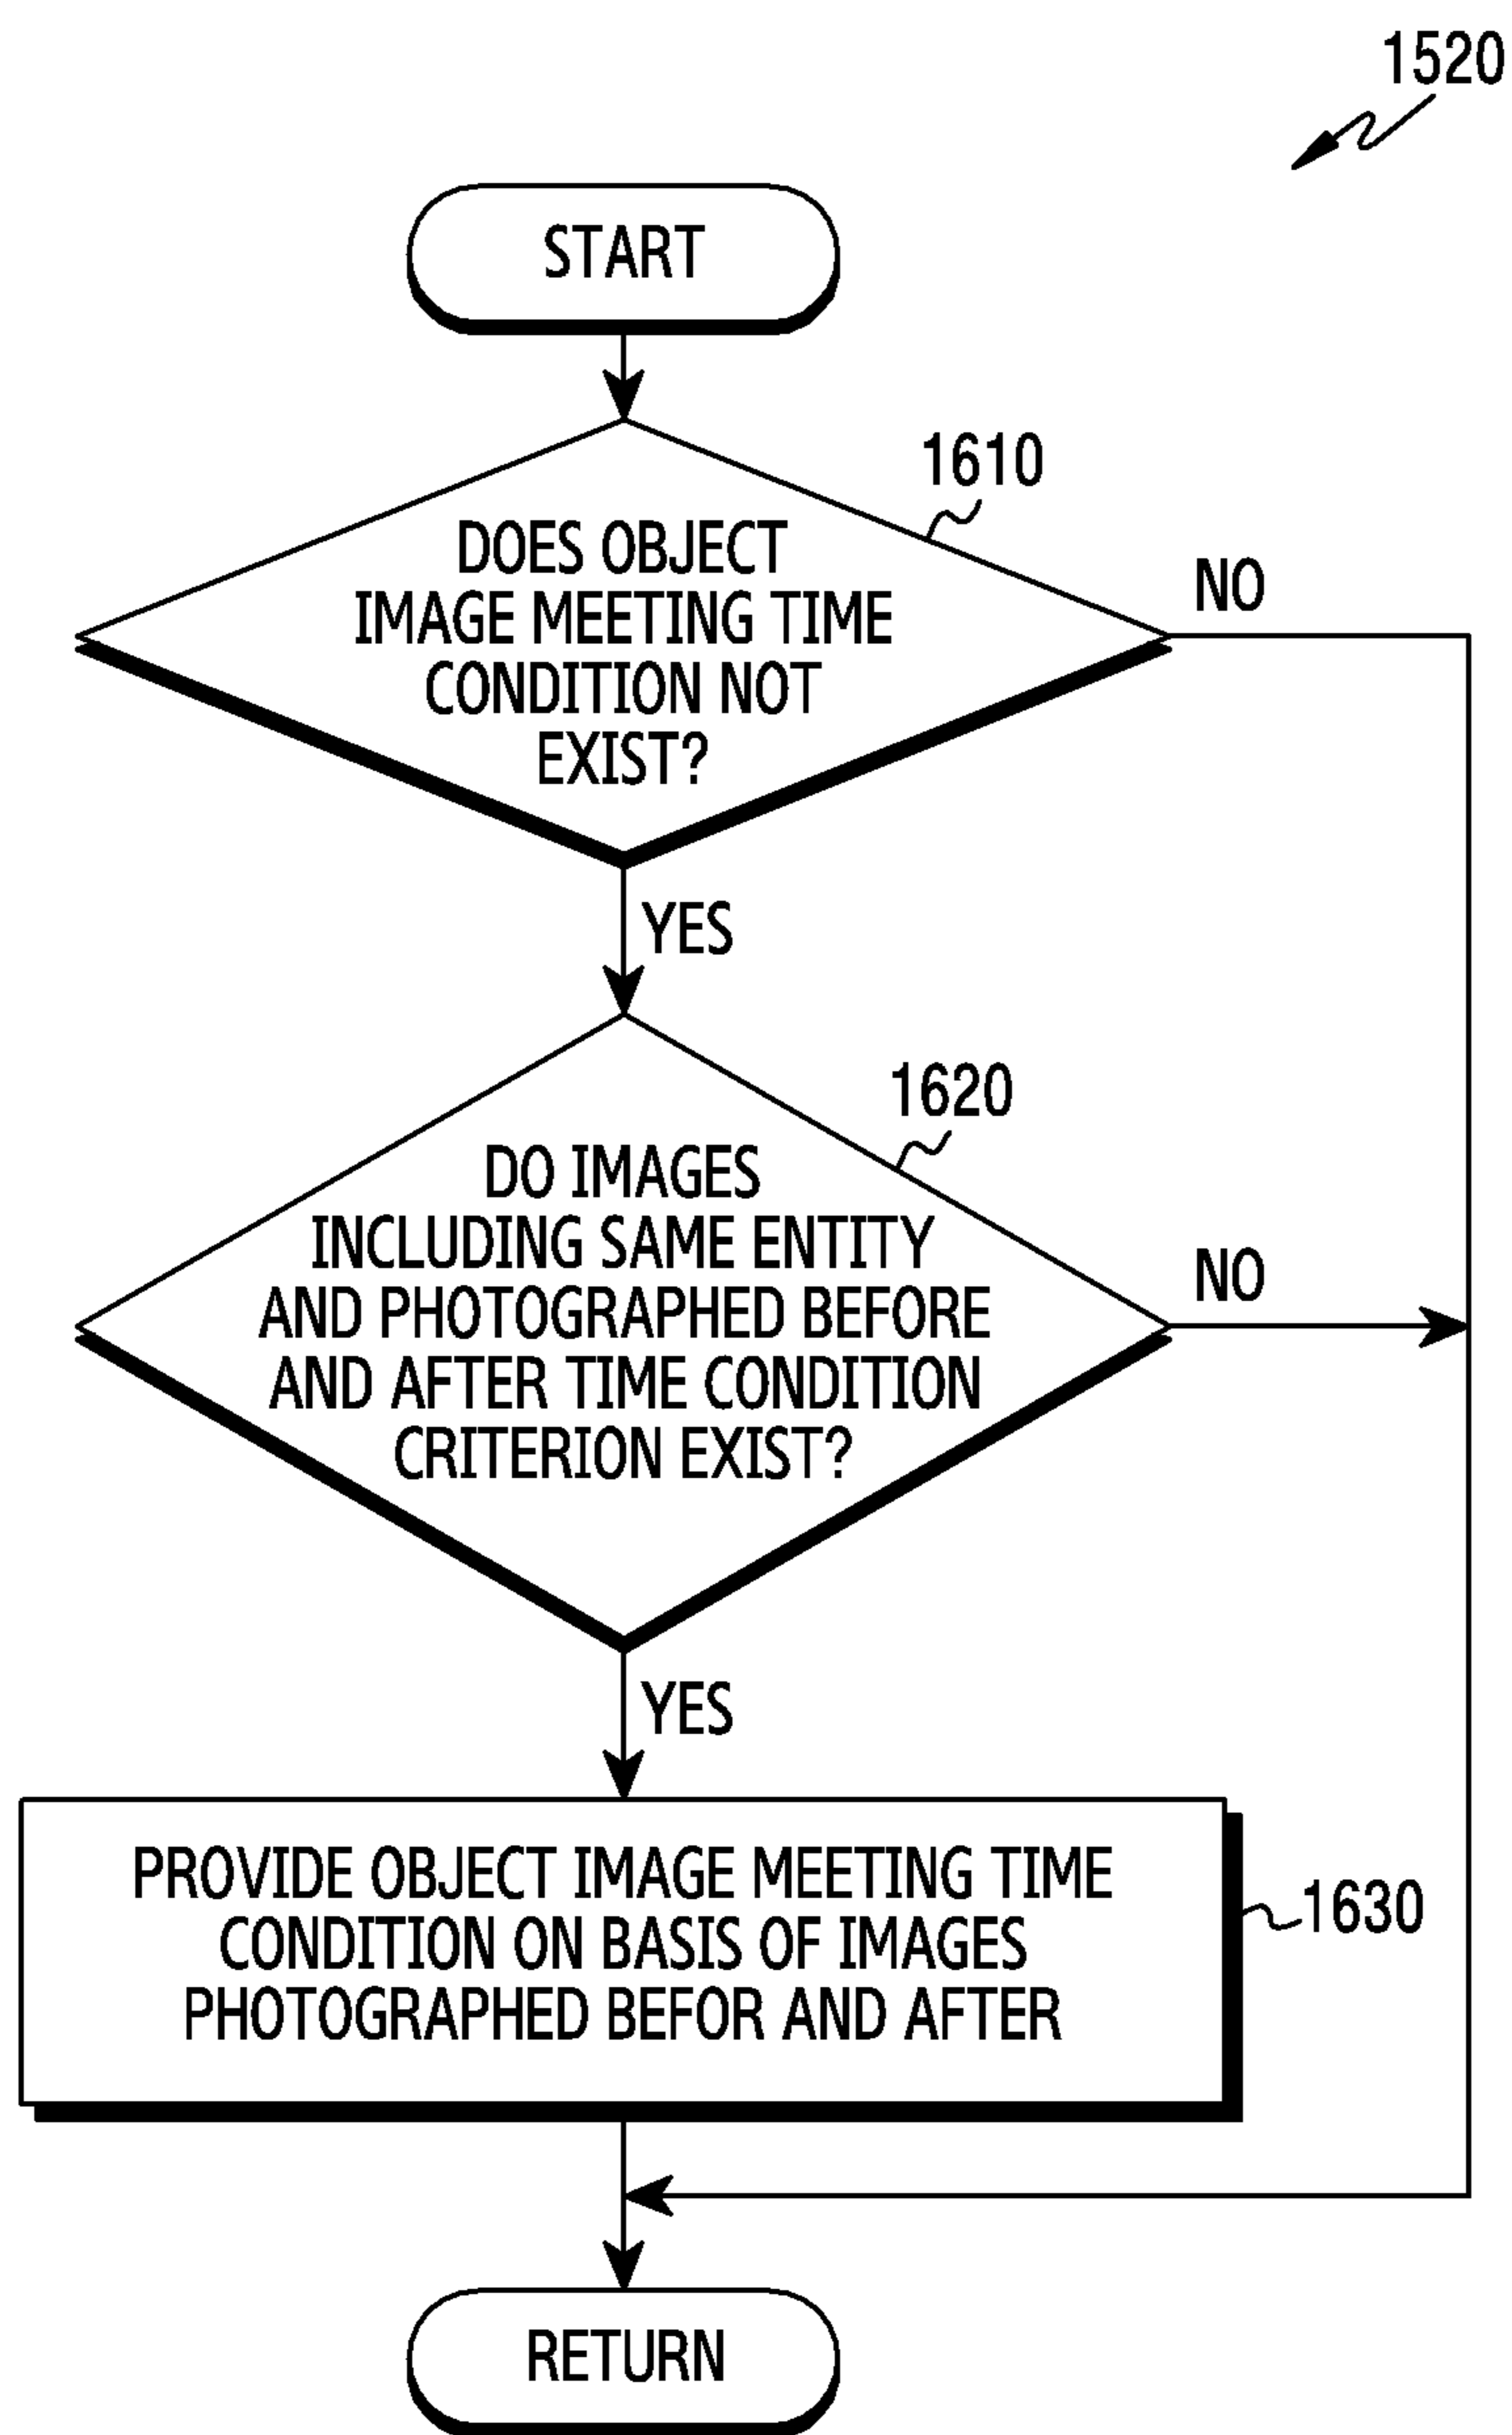 1520
START
1610
DOES OBJECT
IMAGE MEETING TIME
CONDITION NOT
EXIST?
NO
YES
1620
DO IMAGES
INCLUDING SAME ENTITY
AND PHOTOGRAPHED BEFORE
AND AFTER TIME CONDITION
CRITERION EXIST?
NO
YES
PROVIDE OBJECT IMAGE MEETING TIME
CONDITION ON BASIS OF IMAGES
PHOTOGRAPHED BEFOR AND AFTER
1630
RETURN